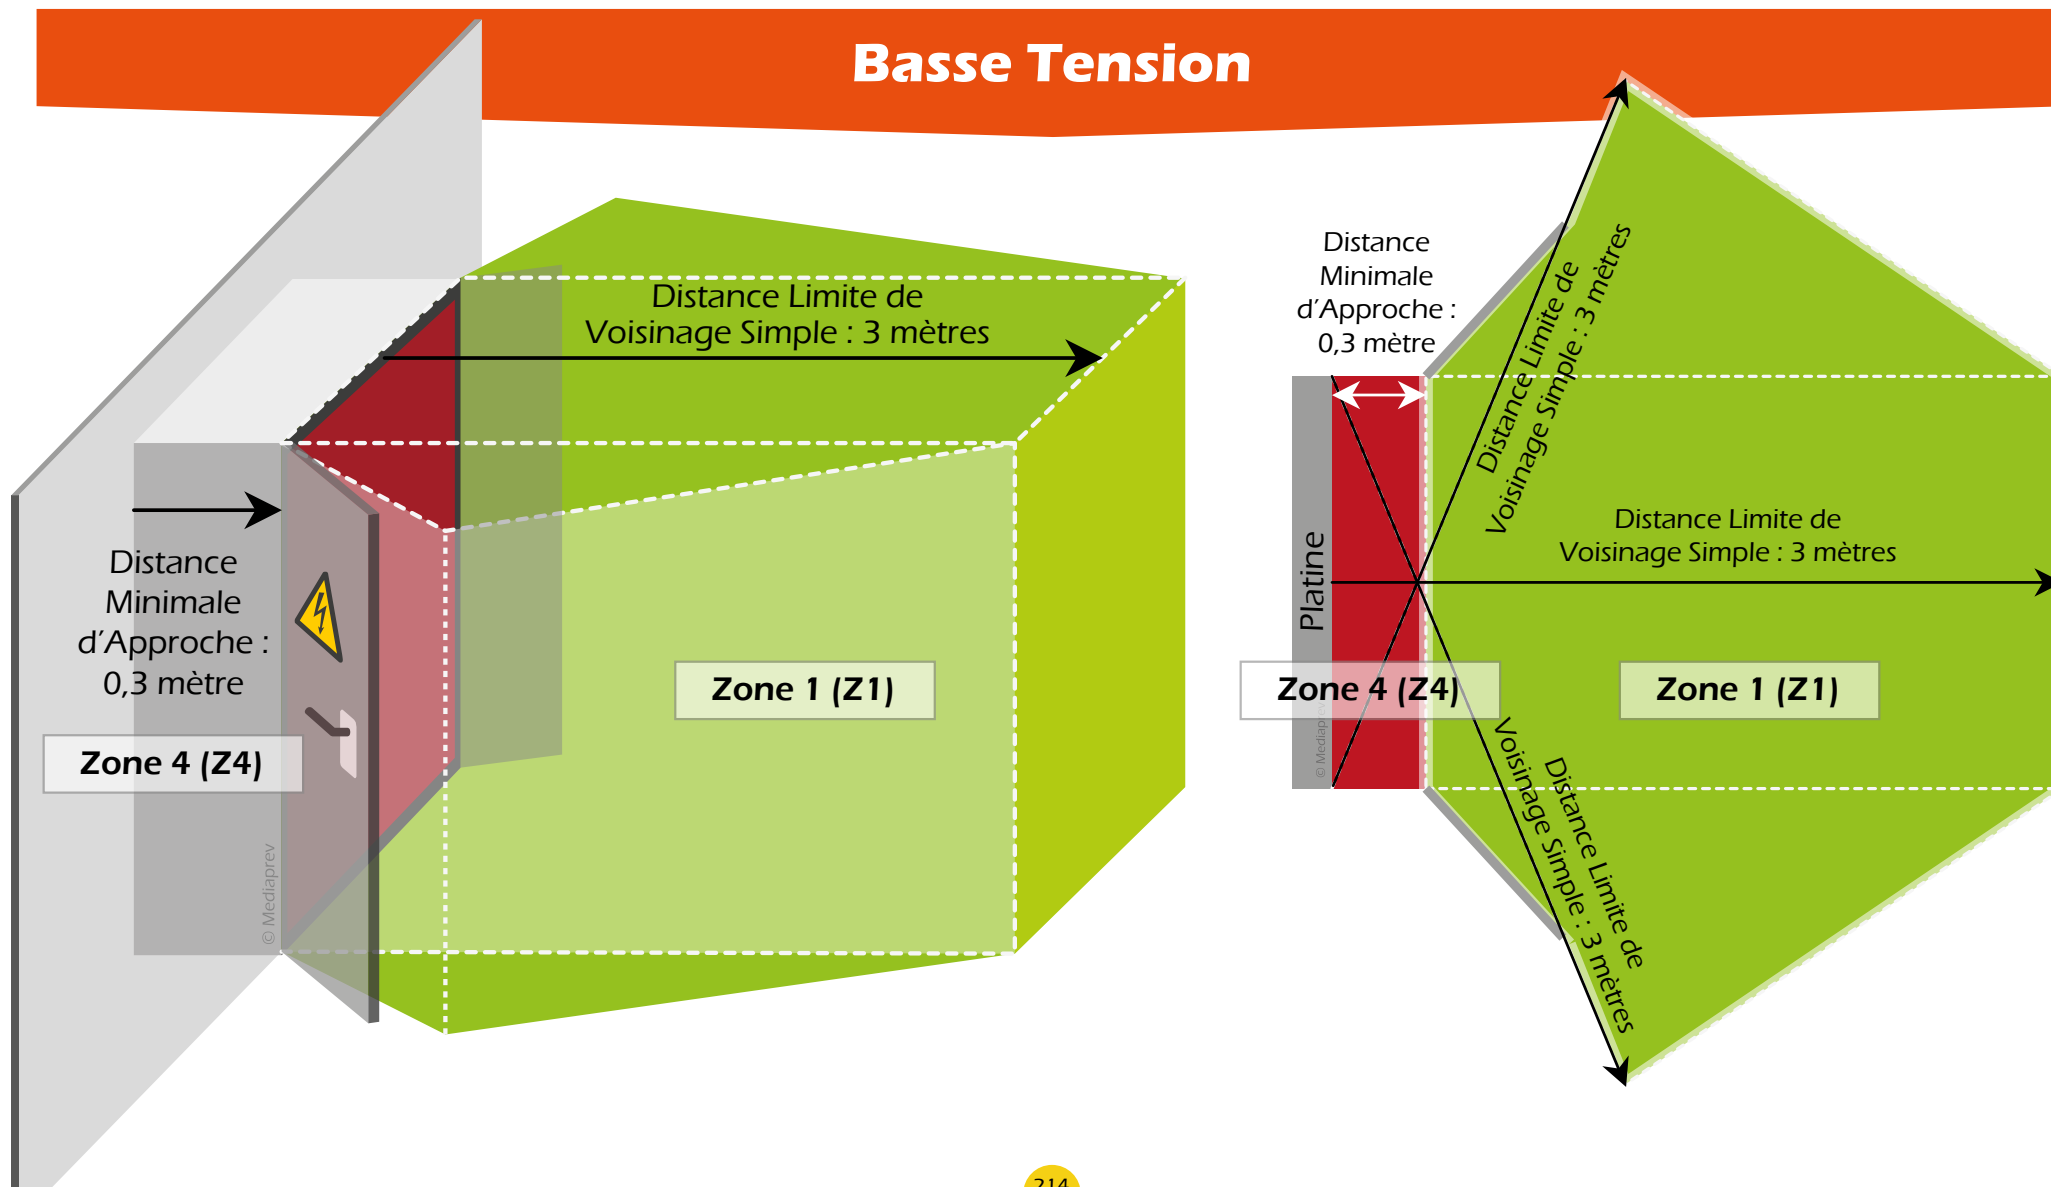 Basse Tension
Distance Limite de
Voisinage Simple : 3 mètres
Distance
Minimale
d'Approche :
0,3 mètre
Zone 4 (Z4)
Zone 1 (Z1)
© Mediaprev
Distance
Minimale
d'Approche :
0,3 mètre
Distance Limite de
Voisinage Simple : 3 mètres
Distance Limite de
Voisinage Simple : 3 mètres
Platine
Zone 4 (Z4)
Zone 1 (Z1)
© Mediaprev
Distance Limite de
Voisinage Simple : 3 mètres
214